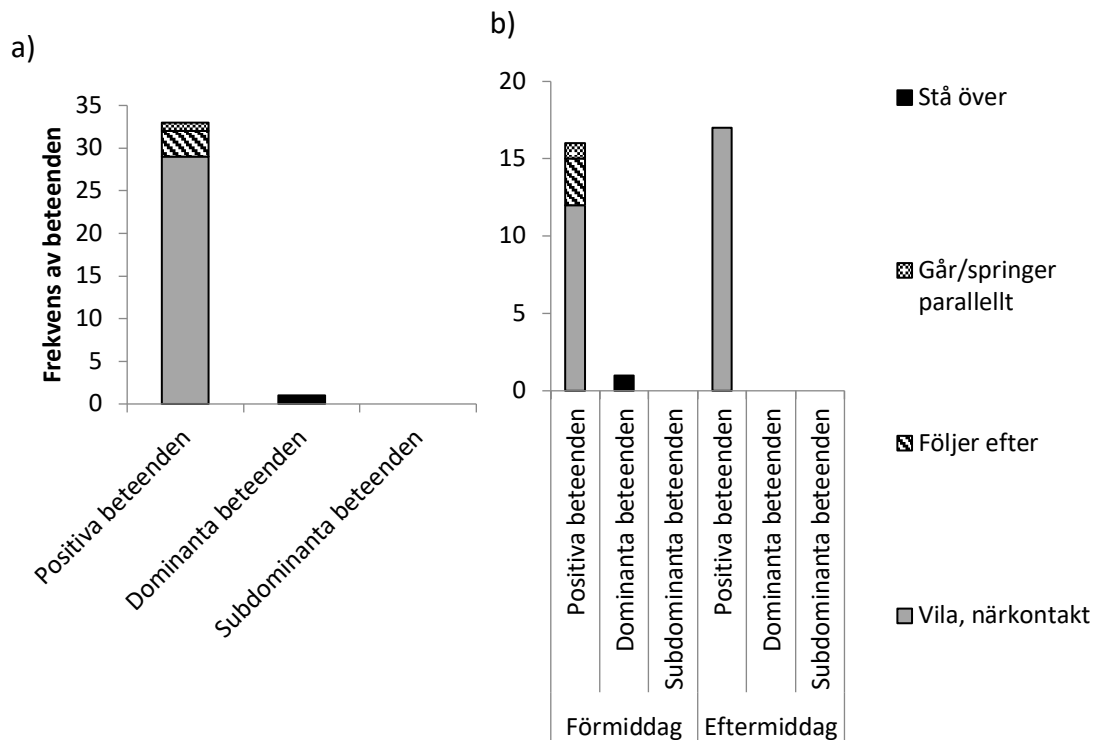 a)
Frekvens av beteenden
35
30
25
20
15
10
5
0
Positiva beteenden
Dominanta beteenden
Subdominanta beteenden
b)
20
15
10
5
0
Positiva beteenden
Dominanta beteenden
Subdominanta beteenden
Positiva beteenden
Dominanta beteenden
Subdominanta beteenden
Förmiddag
Eftermiddag
Stå över
Går/springer
parallellt
Följer efter
Vila, närkontakt